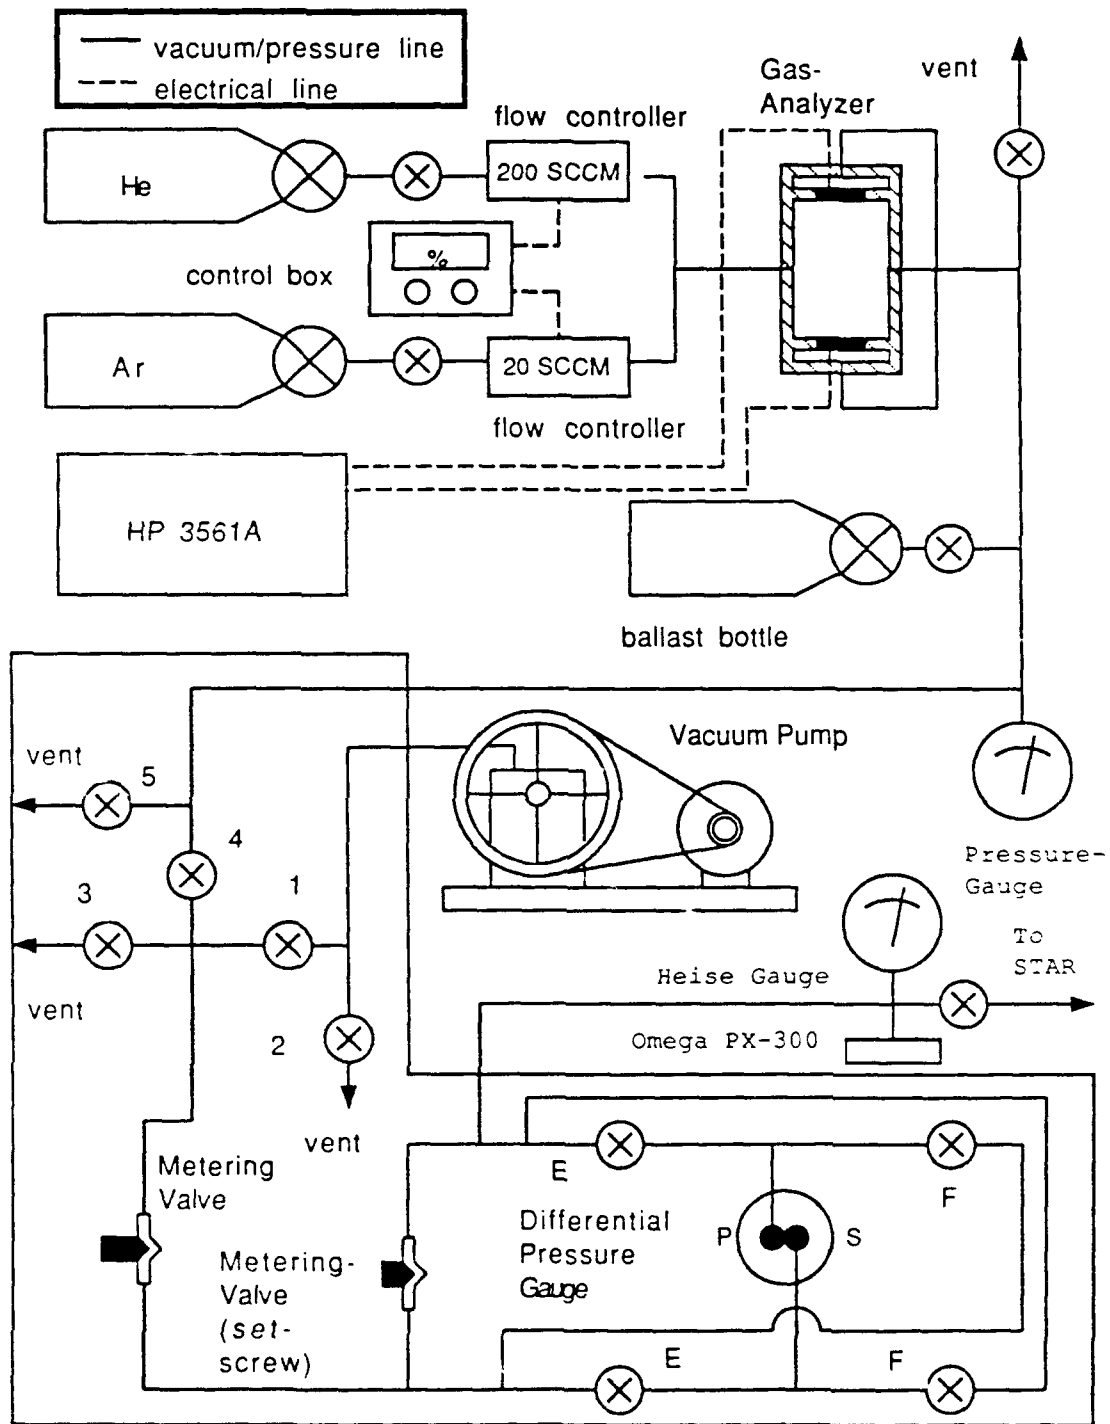 vacuum/pressure line
electrical line
Gas-
Analyzer
vent
flow controller
He
200 SCCM
control box
%
Ar
20 SCCM
flow controller
HP 3561A
ballast bottle
Vacuum Pump
vent
5
4
3
1
vent
2
vent
Pressure-
Gauge
To
STAR
Heise Gauge
Omega PX-300
Metering
Valve
Metering-
Valve
(set-
screw)
E
F
Differential
Pressure
Gauge
P
S
E
F